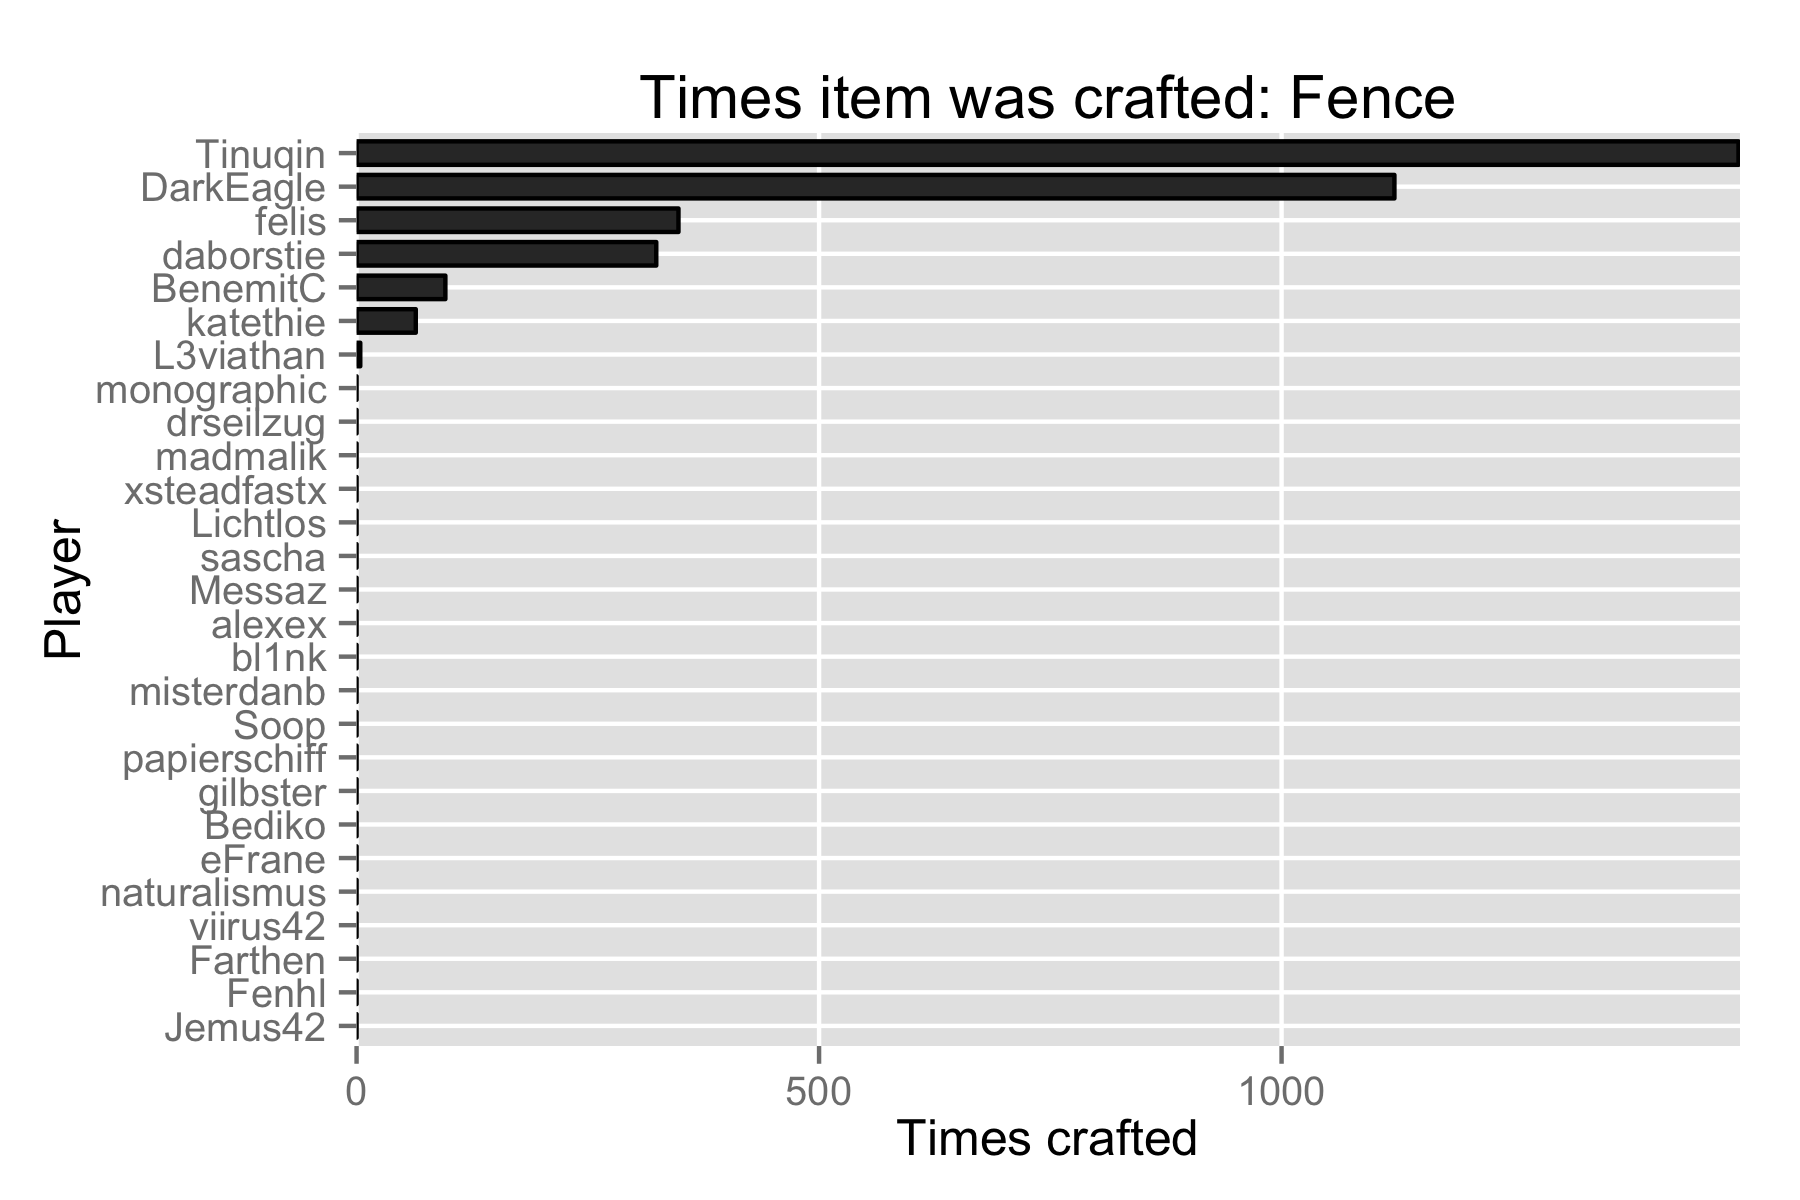 Times item was crafted: Fence
Tinuqin
DarkEagle
felis
daborstie
BenemitC
katethie
L3viathan
monographic
drseilzug
madmalik
xsteadfastx
Lichtlos
sascha
Messaz
alexex
bl1nk
misterdanb
Soop
papierschiff
gilbster
Bediko
eFrane
naturalismus
viirus42
Farthen
Fenhl
Jemus42
Player
0 500 1000
Times crafted